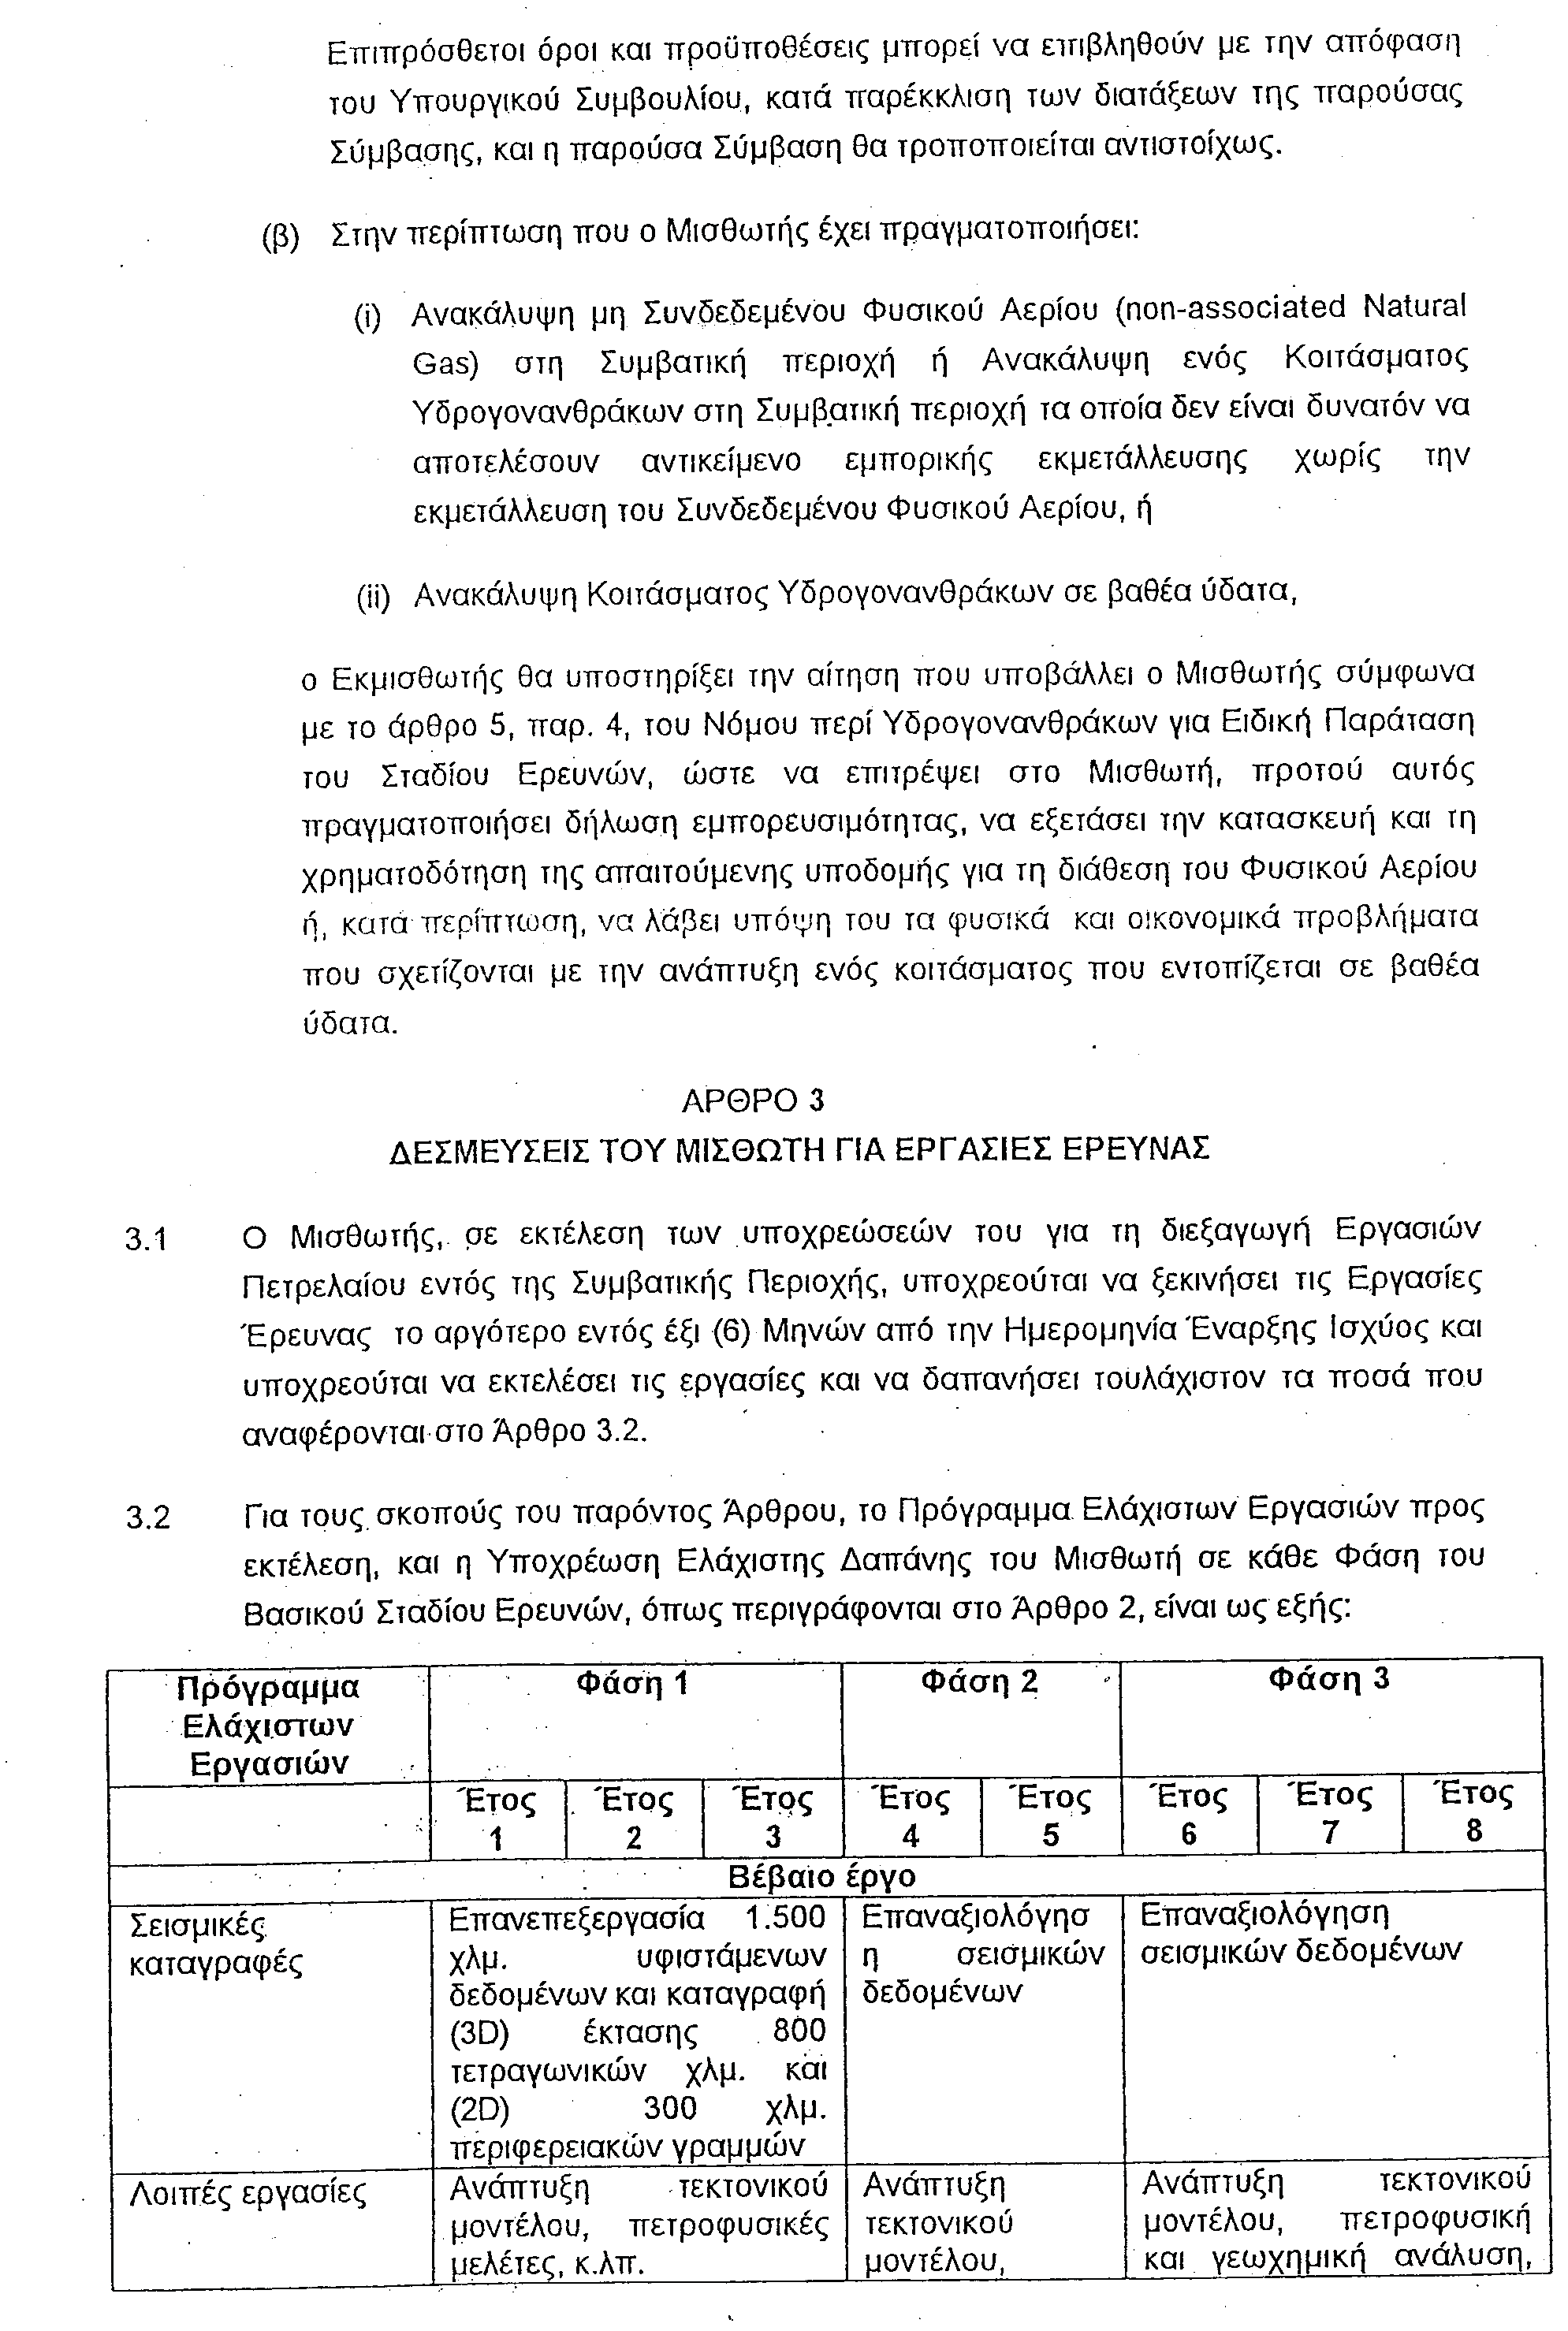 Επιπρόσθετοι όροι και προϋποθέσεις μπορεί να επιβληθούν με την απόφαση
του Υπουργικού Συμβουλίου, κατά παρέκκλιση των διατάξεων της παρούσας
Σύμβασης, και η παρούσα Σύμβαση θα τροποποιείται αντιστοίχως.
(β) Στην περίπτωση που ο Μισθωτής έχει πραγματοποιήσει:
(i) Ανακάλυψη μη Συνδεδεμένου Φυσικού Αερίου (non-associated Natural
Gas) στη Συμβατική περιοχή ή Ανακάλυψη ενός Κοιτάσματος
Υδρογονανθράκων στη Συμβατική περιοχή τα οποία δεν είναι δυνατόν να
αποτελέσουν αντικείμενο εμπορικής εκμετάλλευσης χωρίς την
εκμετάλλευση του Συνδεδεμένου Φυσικού Αερίου, ή
(ii) Ανακάλυψη Κοιτάσματος Υδρογονανθράκων σε βαθέα ύδατα,
ο Εκμισθωτής θα υποστηρίξει την αίτηση που υποβάλλει ο Μισθωτής σύμφωνα
με το άρθρο 5, παρ. 4, του Νόμου περί Υδρογονανθράκων για Ειδική Παράταση
του Σταδίου Ερευνών, ώστε να επιτρέψει στο Μισθωτή, προτού αυτός
πραγματοποιήσει δήλωση εμπορευσιμότητας, να εξετάσει την κατασκευή και τη
χρηματοδότηση της απαιτούμενης υποδομής για τη διάθεση του Φυσικού Αερίου
ή, κατά περίπτωση, να λάβει υπόψη του τα φυσικά και οικονομικά προβλήματα
που σχετίζονται με την ανάπτυξη ενός κοιτάσματος που εντοπίζεται σε βαθέα
ύδατα.
ΑΡΘΡΟ 3
ΔΕΣΜΕΥΣΕΙΣ ΤΟΥ ΜΙΣΘΩΤΗ ΓΙΑ ΕΡΓΑΣΙΕΣ ΕΡΕΥΝΑΣ
3.1 Ο Μισθωτής, σε εκτέλεση των υποχρεώσεών του για τη διεξαγωγή Εργασιών
Πετρελαίου εντός της Συμβατικής Περιοχής, υποχρεούται να ξεκινήσει τις Εργασίες
Έρευνας το αργότερο εντός έξι (6) Μηνών από την Ημερομηνία Έναρξης Ισχύος και
υποχρεούται να εκτελέσει τις εργασίες και να δαπανήσει τουλάχιστον τα ποσά που
αναφέρονται στο Άρθρο 3.2.
3.2 Για τους σκοπούς του παρόντος Άρθρου, το Πρόγραμμα Ελάχιστων Εργασιών προς
εκτέλεση, και η Υποχρέωση Ελάχιστης Δαπάνης του Μισθωτή σε κάθε Φάση του
Βασικού Σταδίου Ερευνών, όπως περιγράφονται στο Άρθρο 2, είναι ως εξής:
Πρόγραμμα
Ελάχιστων
Εργασιών
Φάση 1
Φάση 2
Φάση 3
Έτος
1
Έτος
2
Έτος
3
Έτος
4
Έτος
5
Έτος
6
Έτος
7
Έτος
8
Βέβαιο έργο
Σεισμικές
καταγραφές
Επανεπεξεργασία 1.500
χλμ. υφιστάμενων
δεδομένων και καταγραφή
(3D) έκτασης 800
τετραγωνικών χλμ. και
(2D) 300 χλμ.
περιφερειακών γραμμών
Επαναξιολόγησ
η σεισμικών
δεδομένων
Επαναξιολόγηση
σεισμικών δεδομένων
Λοιπές εργασίες
Ανάπτυξη τεκτονικού
μοντέλου, πετροφυσικές
μελέτες, κ.λπ.
Ανάπτυξη
τεκτονικού
μοντέλου,
Ανάπτυξη τεκτονικού
μοντέλου, πετροφυσική
και γεωχημική ανάλυση,